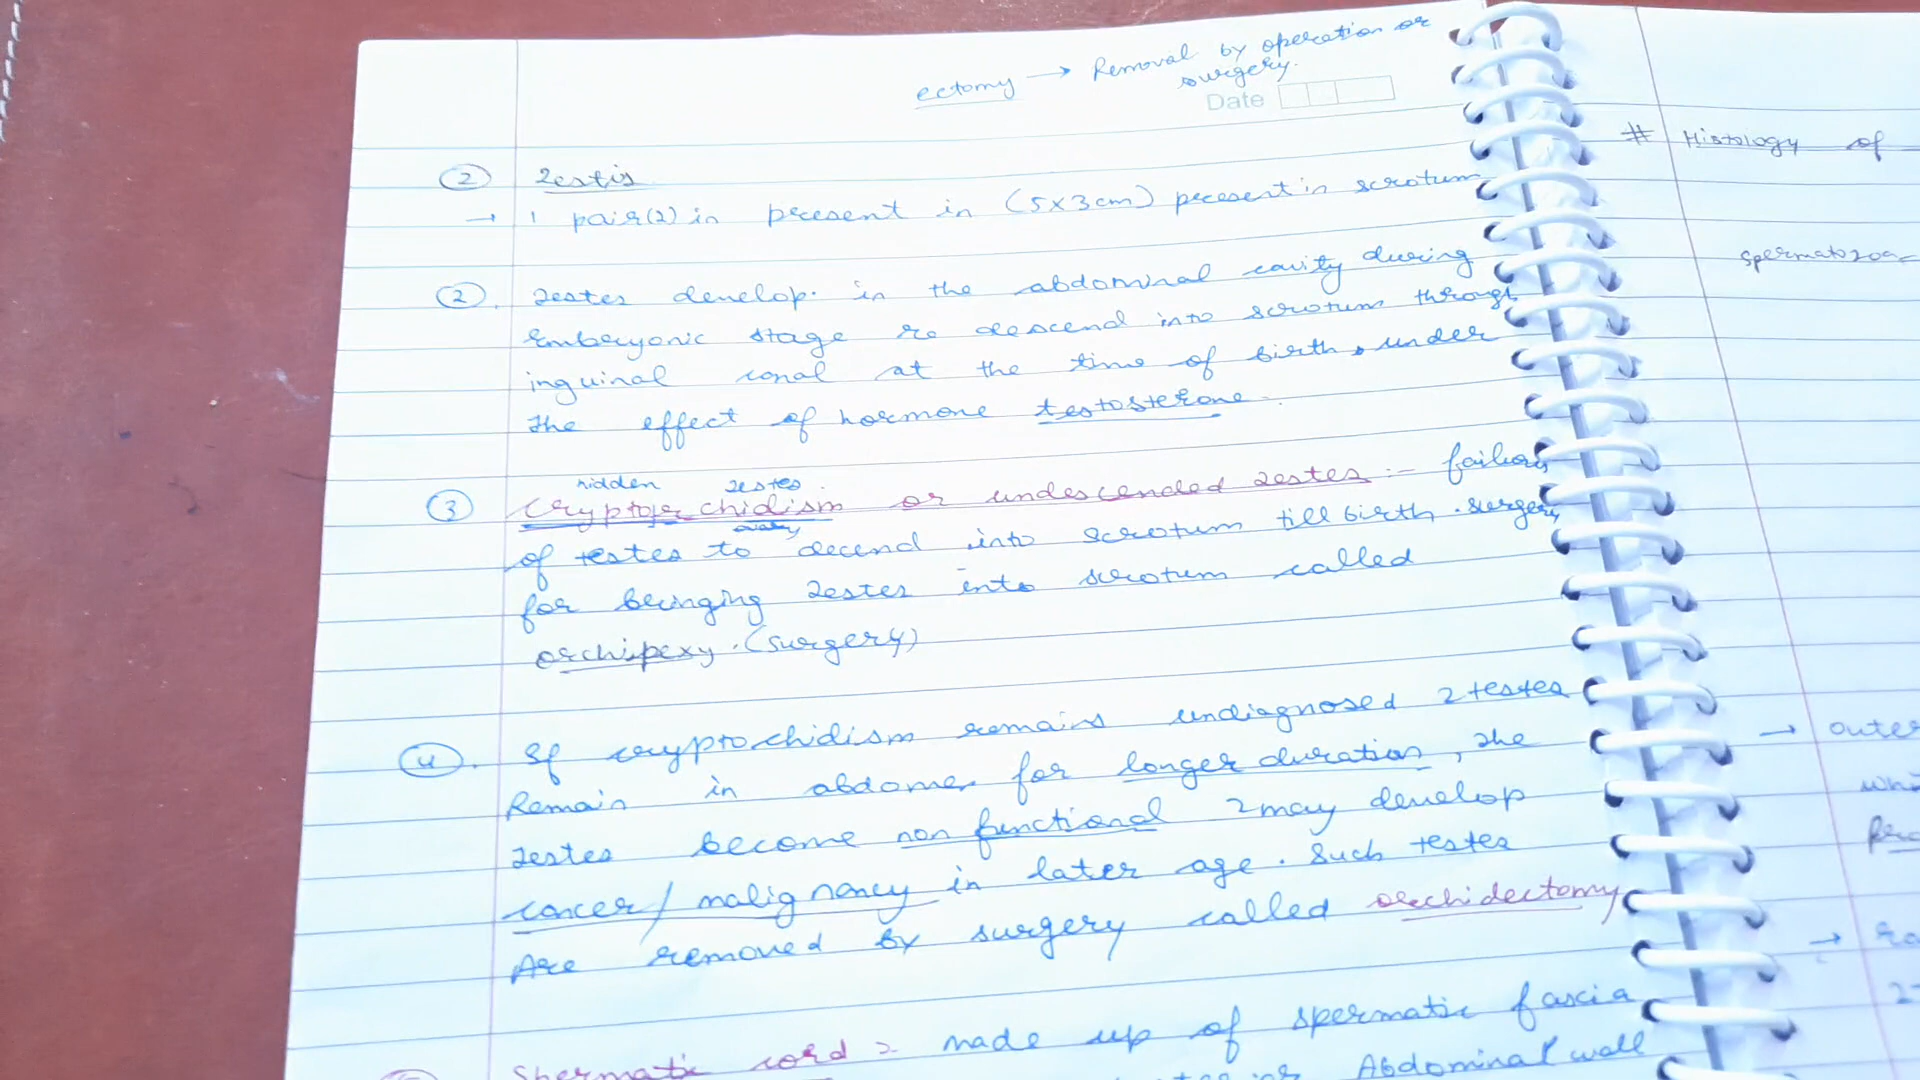 ectomy → Removal by operation or
surgery.
Date
② Testis
→ 1 pair(2) in present in (5x3cm) present in scrotum
②. Testes develop. in the abdominal cavity during
Embryonic stage descend into scrotum through
inguinal canal at the time of birth, under
the effect of hormone testosterone.
hidden testes.
③ Cryptorchidism or undescended testes :- failure
of testes to decend into scrotum till birth. surgery
for bringing testes into scrotum called
orchipexy. (surgery)
④. If cryptochidism remains undiagnosed 2 testes
Remain in abdomen for longer duration, the
testes become non functional 2 may develop
cancer/ malignancy in later age. Such testes
Are removed by surgery called orchidectomy
Spermatic cord = made up of spermatic fascia
Abdominal wall
# Histology of
spermatozoa
→ outer
→